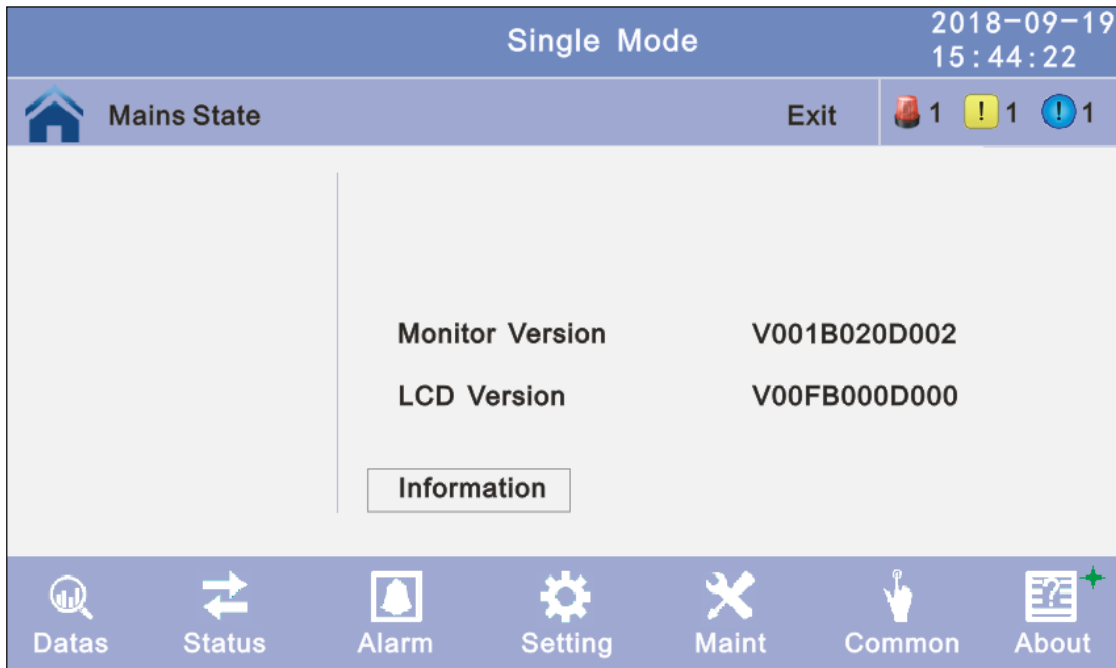 Single Mode
2018-09-19
15:44:22
Mains State
Exit
1
! 1
! 1
Monitor Version V001B020D002
LCD Version V00FB000D000
Information
Datas Status Alarm Setting Maint Common ? About